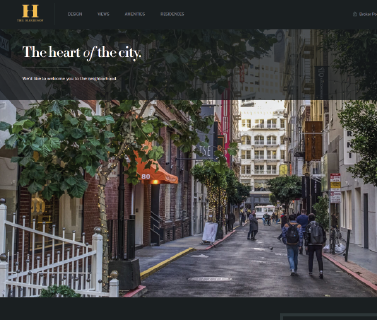 H
DESIGN NEWS AMENITIES RESIDENCES
The heart of the city.
We'd like to welcome you to the neighborhood
80